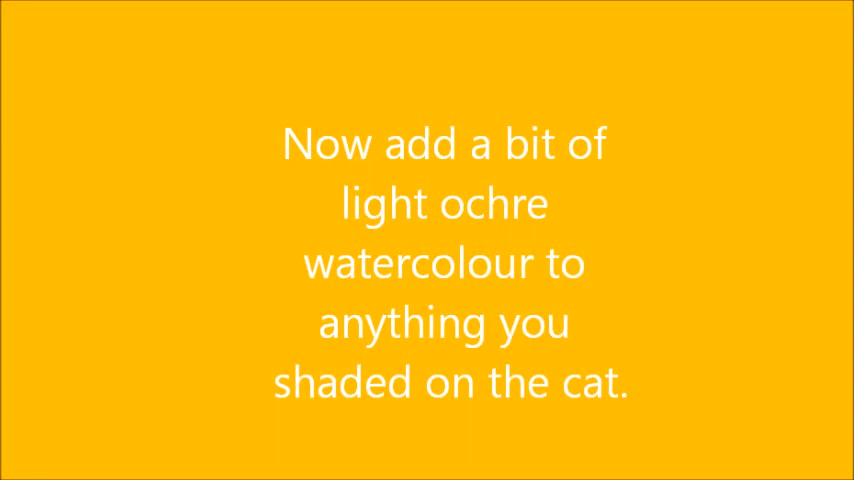 Now add a bit of
light ochre
watercolour to
anything you
shaded on the cat.